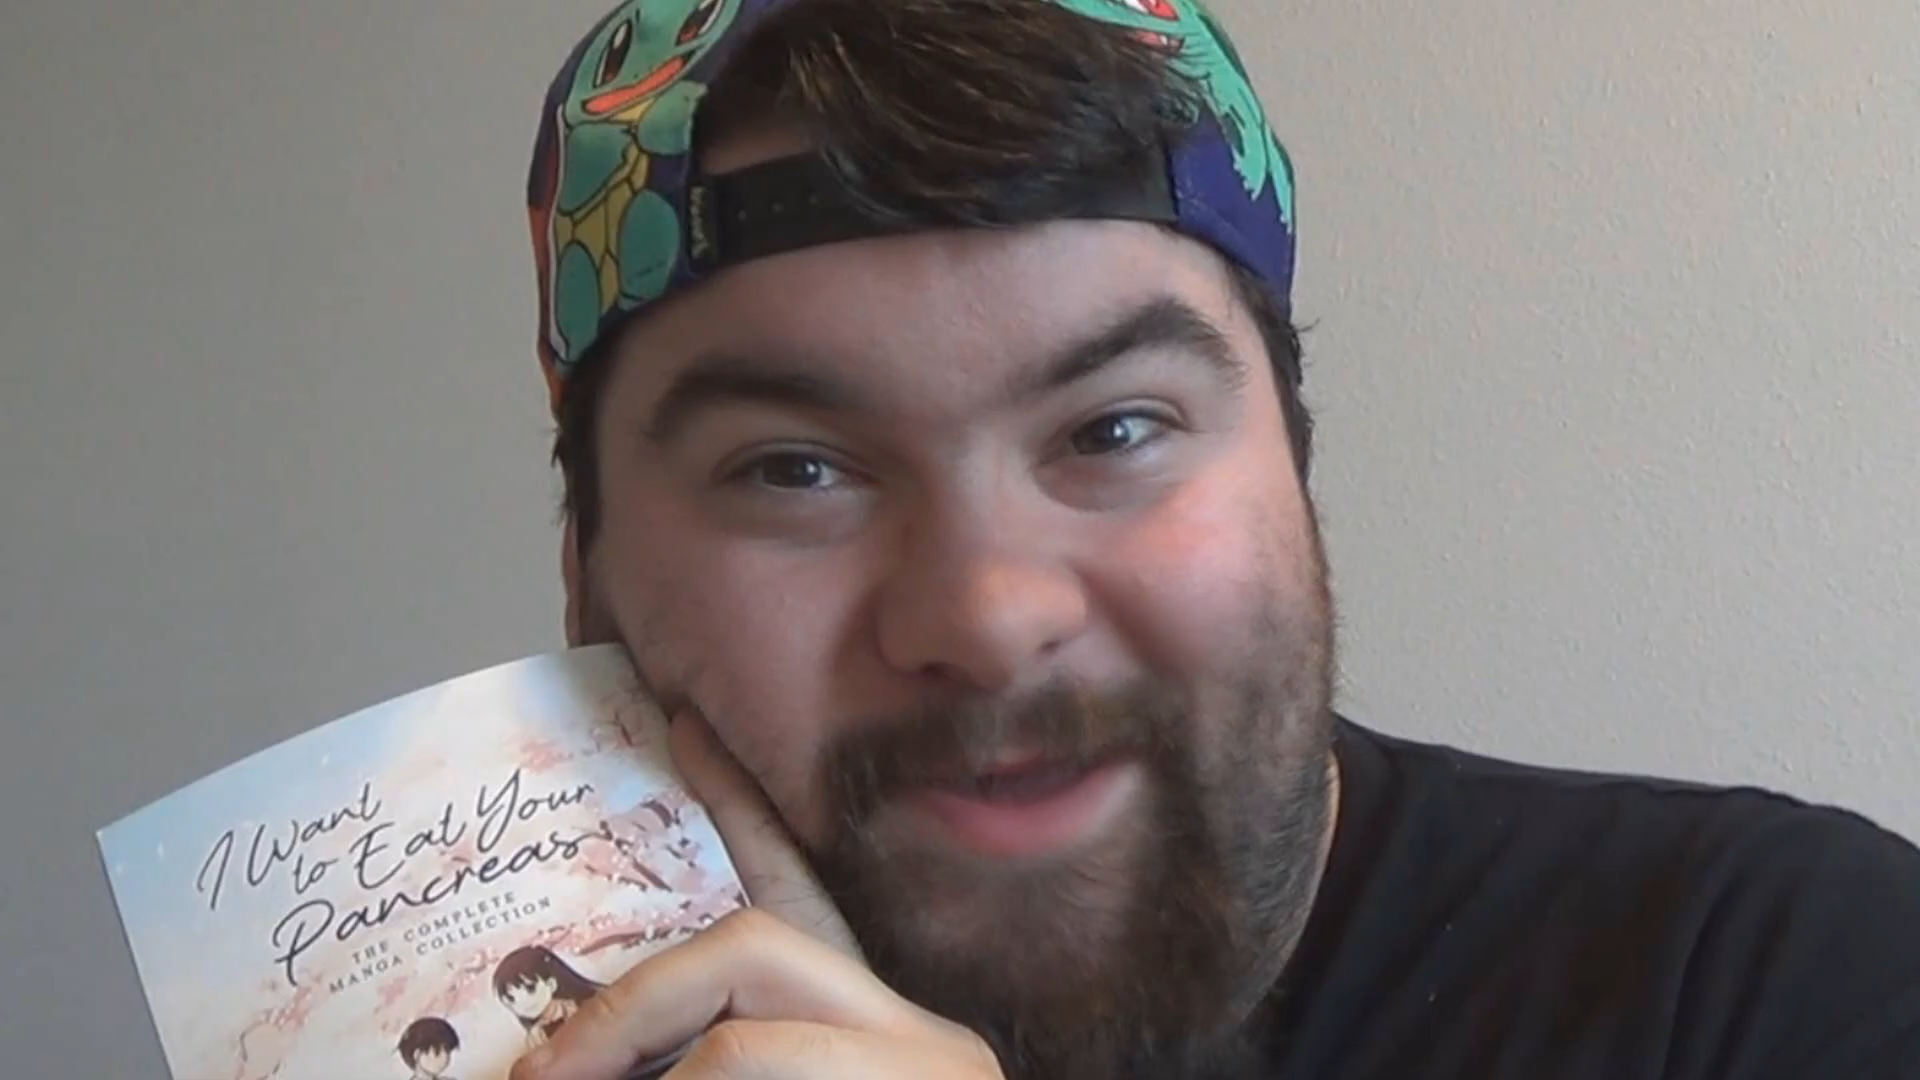 I Want
to Eat Your
Pancreas
THE COMPLETE
MANGA COLLECTION